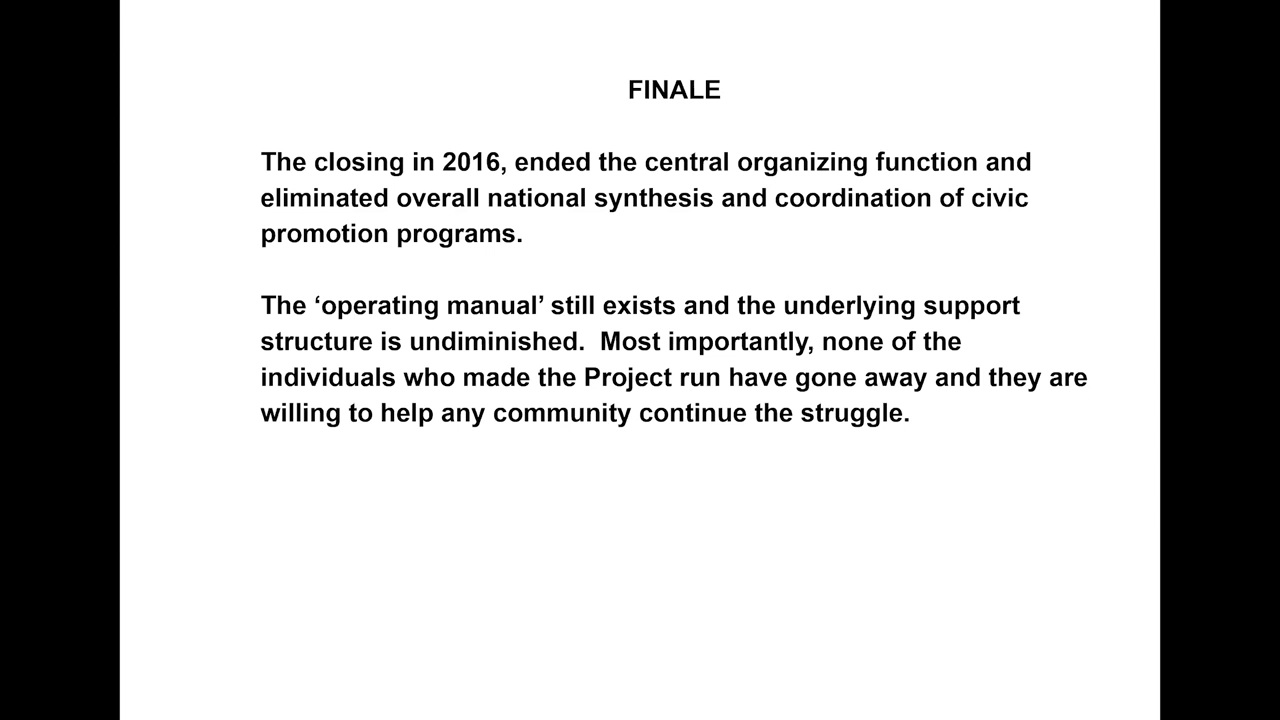 FINALE
The closing in 2016, ended the central organizing function and
eliminated overall national synthesis and coordination of civic
promotion programs.
The ‘operating manual’ still exists and the underlying support
structure is undiminished.  Most importantly, none of the
individuals who made the Project run have gone away and they are
willing to help any community continue the struggle.